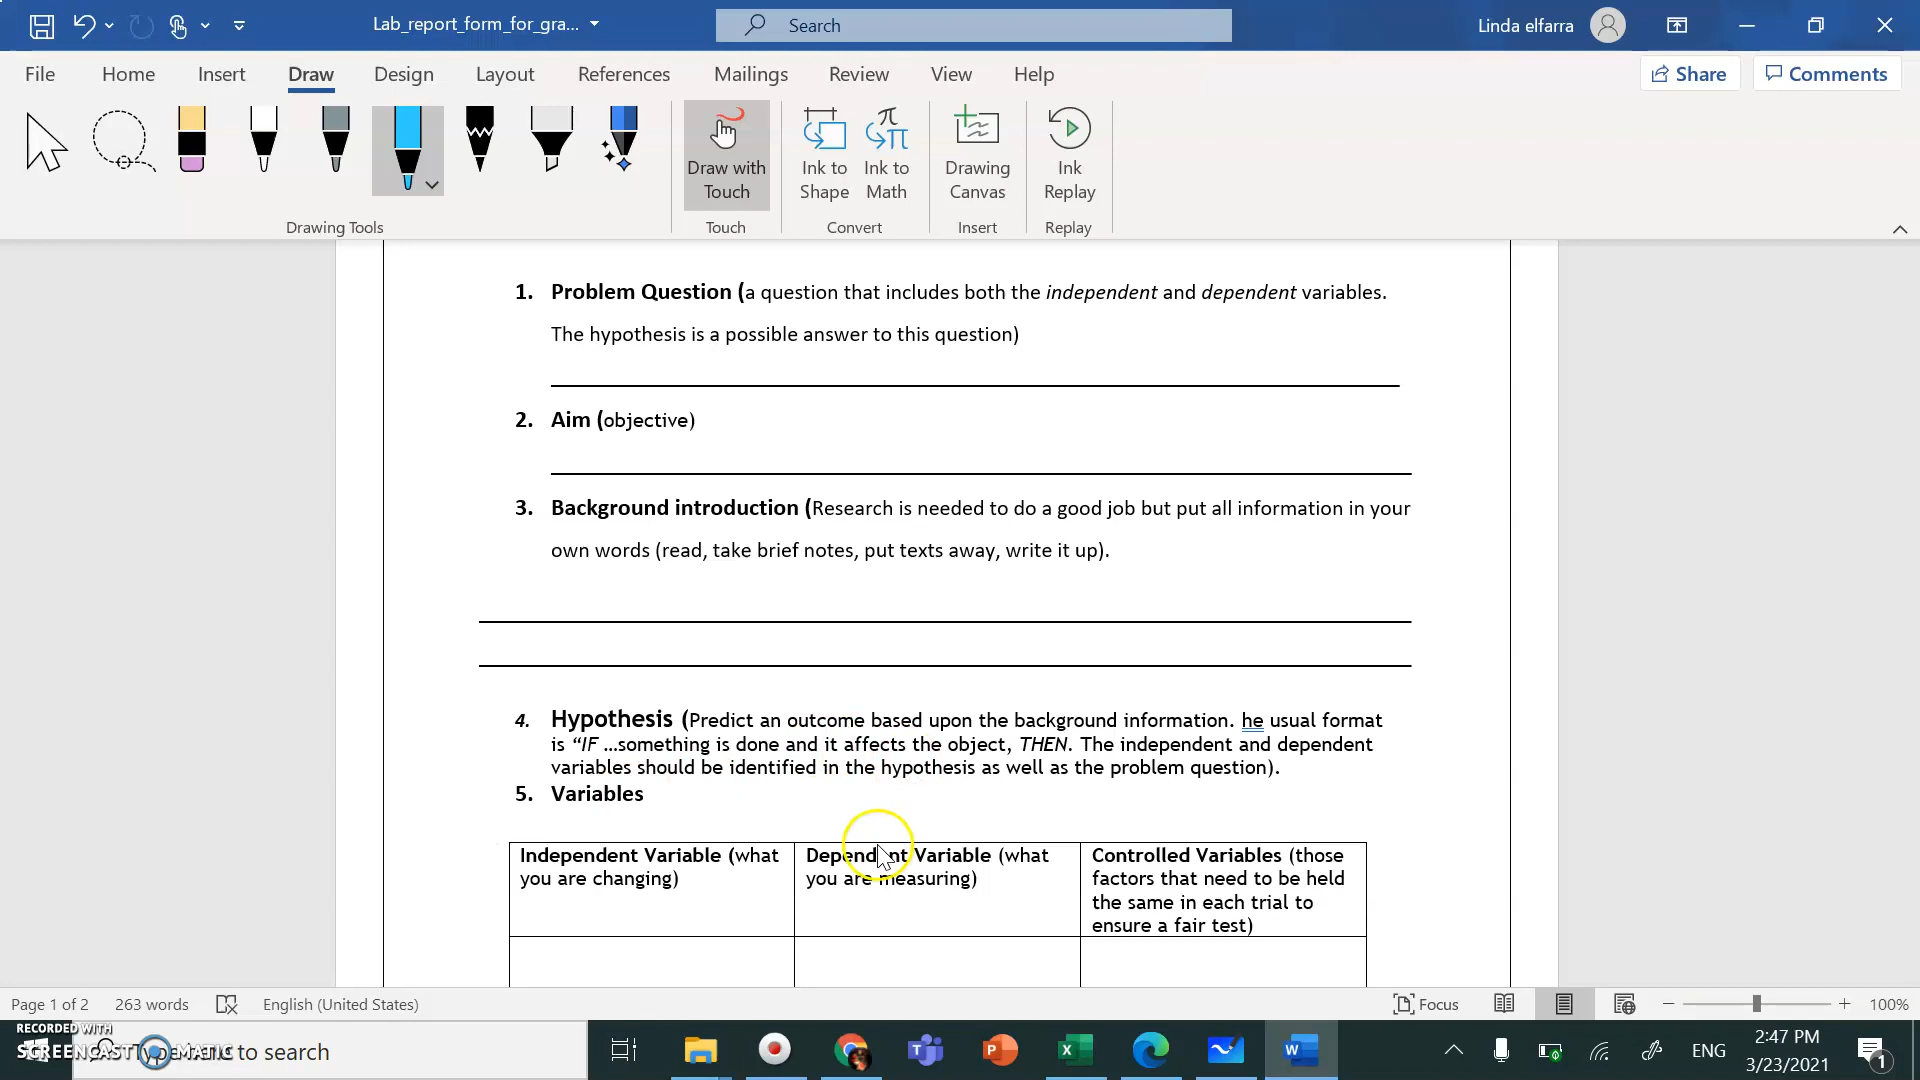 Lab_report_form_for_gra...
Search
Linda elfarra
File
Home
Insert
Draw
Design
Layout
References
Mailings
Review
View
Help
Share
Comments
Draw with
Touch
Ink to
Shape
Ink to
Math
Drawing
Canvas
Ink
Replay
Drawing Tools
Touch
Convert
Insert
Replay
1. Problem Question (a question that includes both the independent and dependent variables.
The hypothesis is a possible answer to this question)
2. Aim (objective)
3. Background introduction (Research is needed to do a good job but put all information in your
own words (read, take brief notes, put texts away, write it up).
4. Hypothesis (Predict an outcome based upon the background information. he usual format
is “IF …something is done and it affects the object, THEN. The independent and dependent
variables should be identified in the hypothesis as well as the problem question).
5. Variables
Independent Variable (what
you are changing)
Dependent Variable (what
you are measuring)
Controlled Variables (those
factors that need to be held
the same in each trial to
ensure a fair test)
Page 1 of 2
263 words
English (United States)
Focus
100%
RECORDED WITH
SCREENCAST MATIC
Type here to search
ENG
2:47 PM
3/23/2021
1